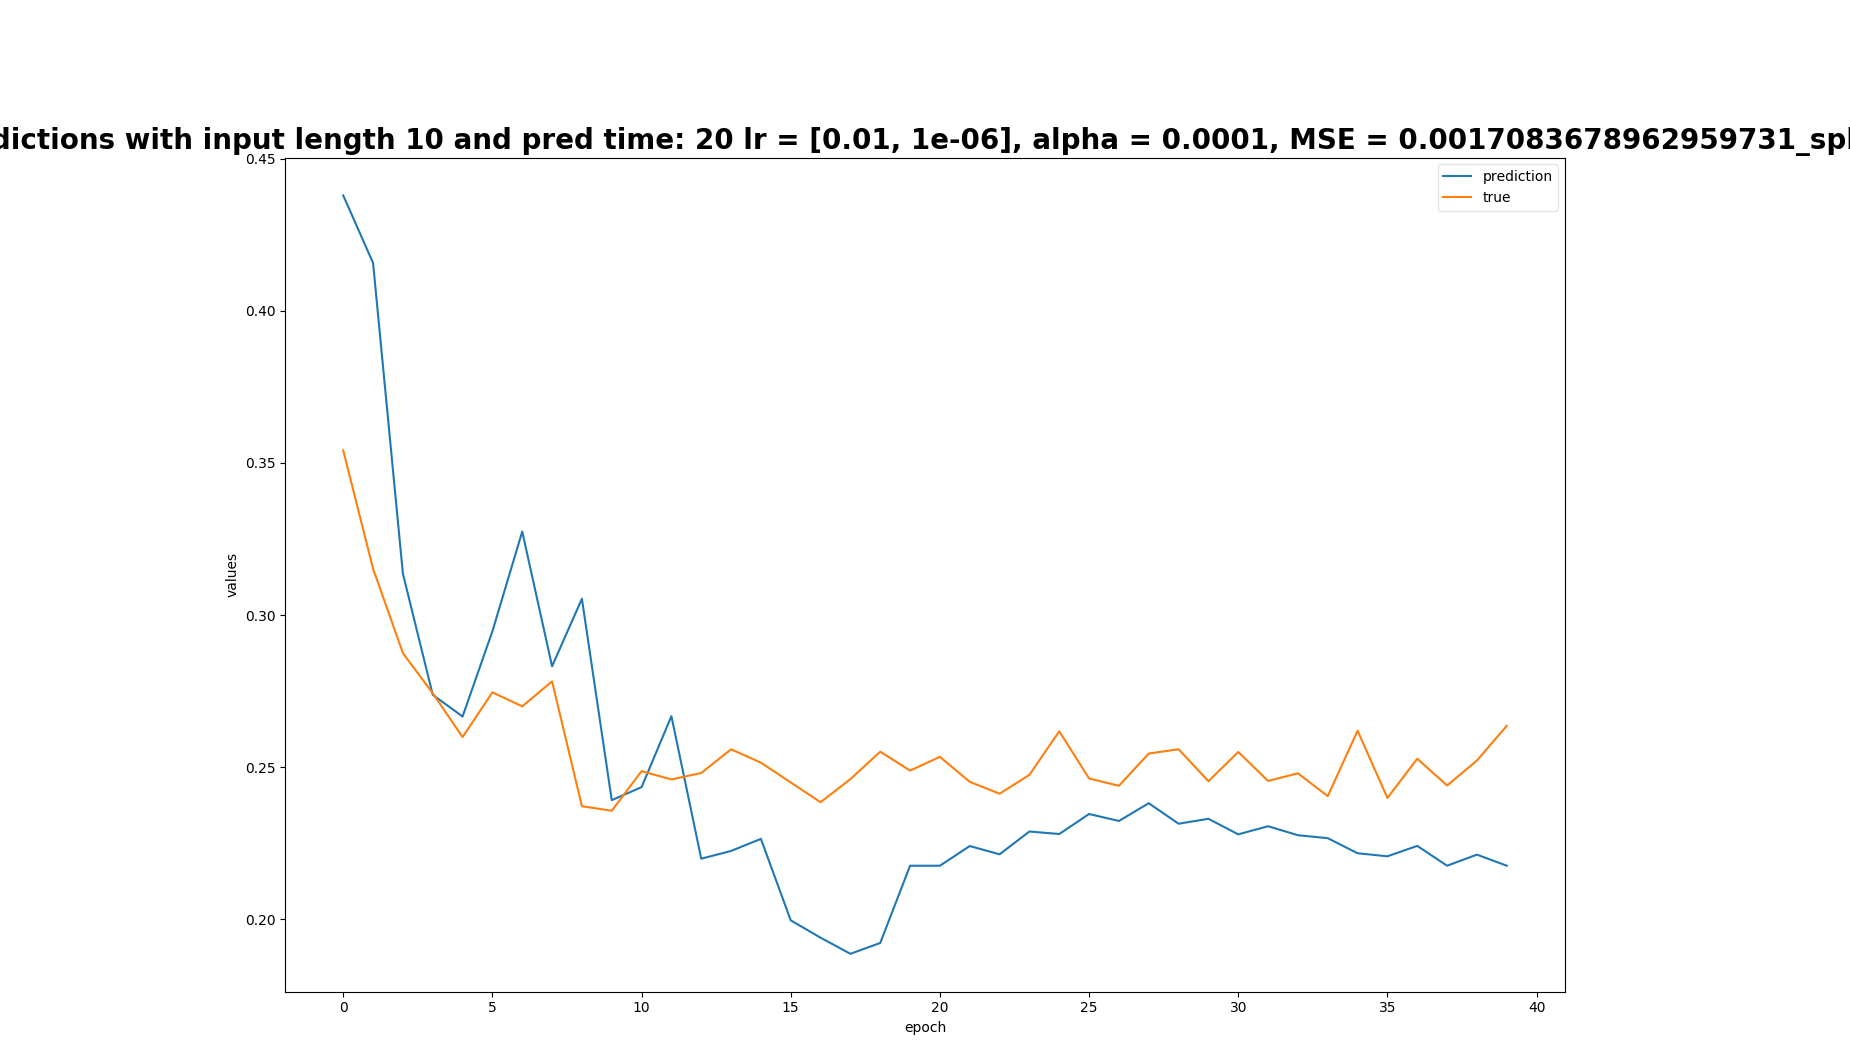 dictions with input length 10 and pred time: 20 lr = [0.01, 1e-06], alpha = 0.0001, MSE = 0.0017083678962959731_spl
0.45
prediction
true
0.40
0.35
values
0.30
0.25
0.20
0 5 10 15 20 25 30 35 40
epoch